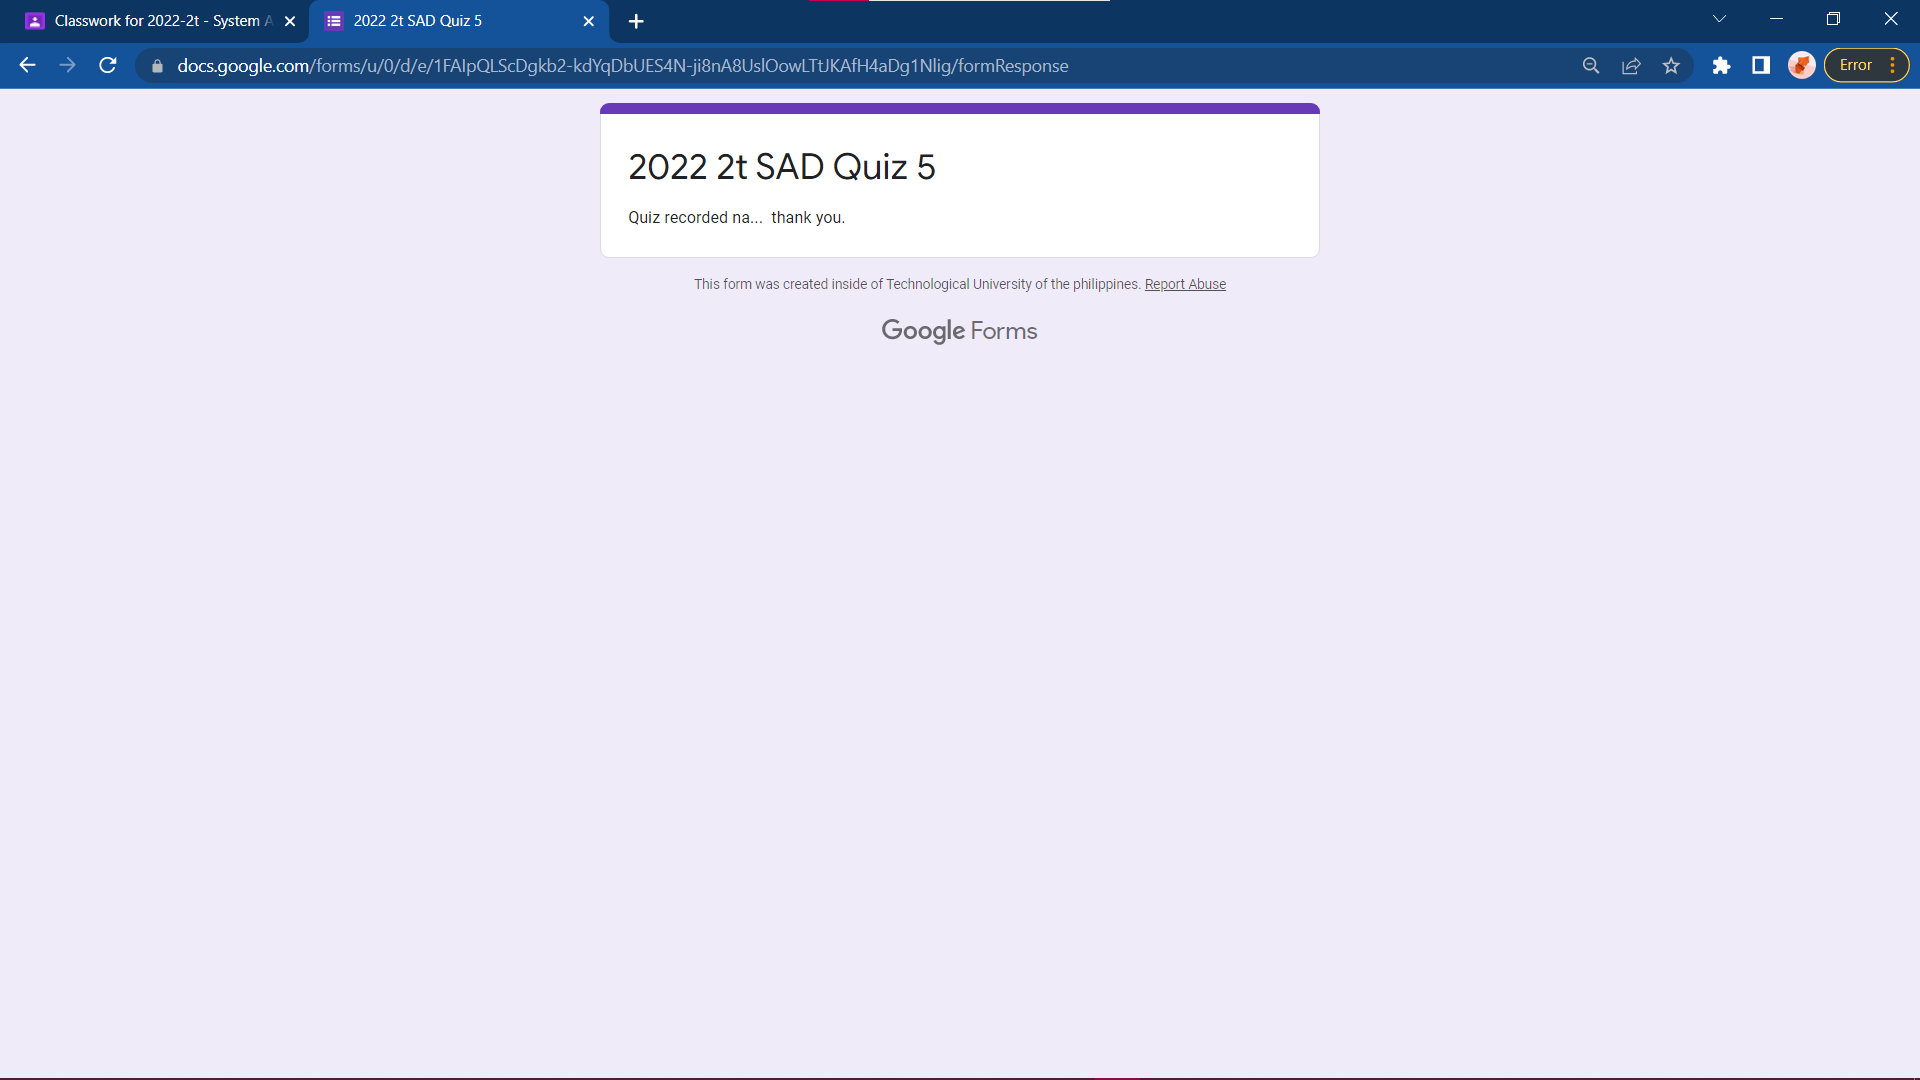 Classwork for 2022-2t - System A
2022 2t SAD Quiz 5
docs.google.com/forms/u/0/d/e/1FAIpQLScDgkb2-kdYqDbUES4N-ji8nA8UslOowLTtJKAfH4aDg1Nlig/formResponse
Error
2022 2t SAD Quiz 5
Quiz recorded na...  thank you.
This form was created inside of Technological University of the philippines. Report Abuse
Google Forms